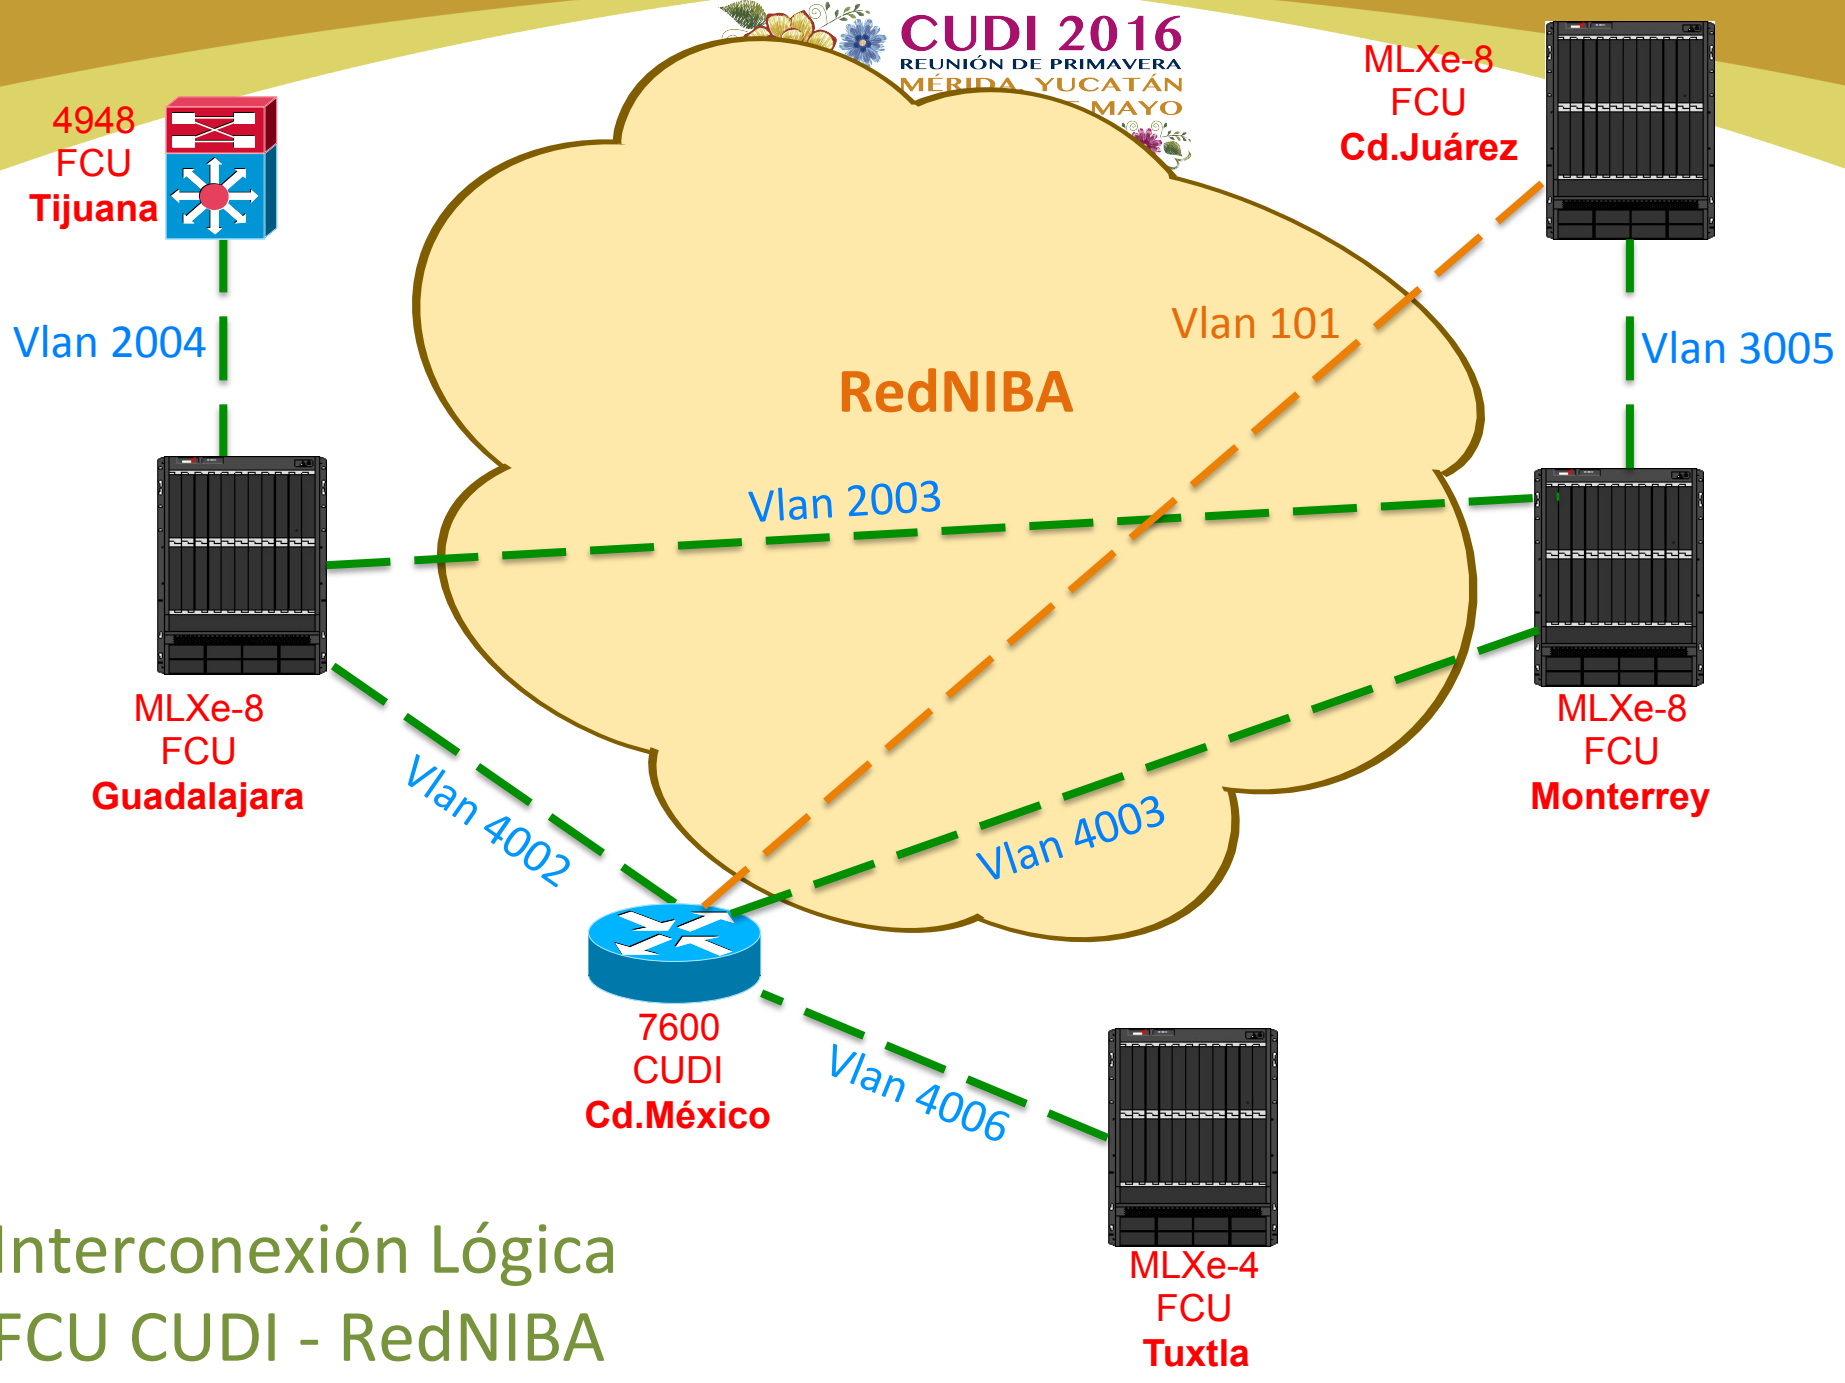 CUDI 2016
REUNIÓN DE PRIMAVERA
MÉRIDA, YUCATÁN
MAYO
4948
FCU
Tijuana
MLXe-8
FCU
Cd.Juárez
Vlan 2004
Vlan 101
Vlan 3005
RedNIBA
Vlan 2003
MLXe-8
FCU
Guadalajara
MLXe-8
FCU
Monterrey
Vlan 4002
Vlan 4003
7600
CUDI
Cd.México
Vlan 4006
MLXe-4
FCU
Tuxtla
Interconexión Lógica
FCU CUDI - RedNIBA